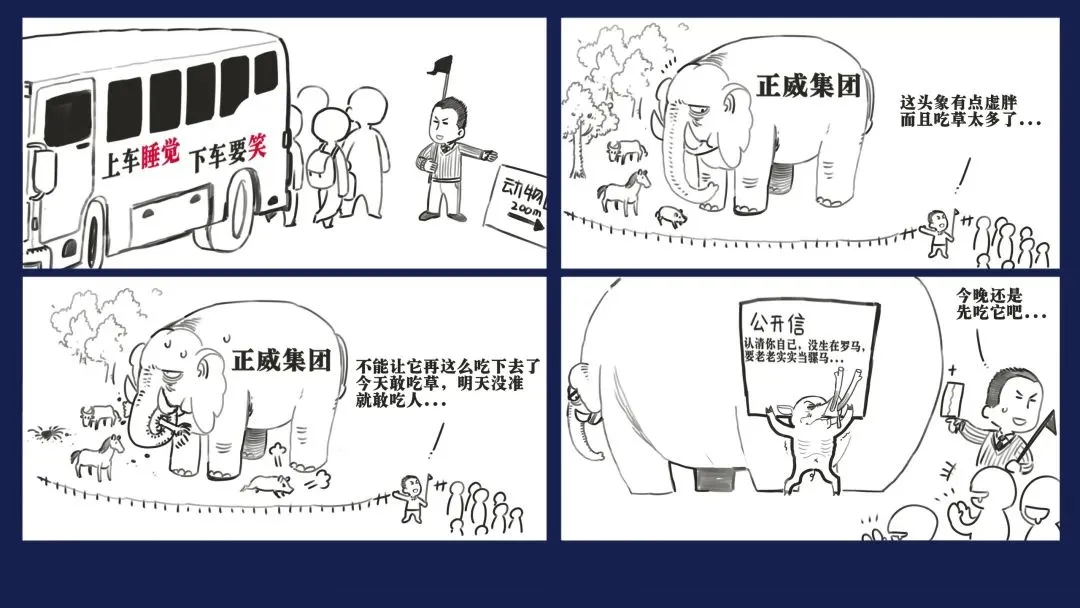 上车睡觉 下车要笑
动物
200m
正威集团
这头象有点虚胖
而且吃草太多了...
正威集团
不能让它再这么吃下去了
今天敢吃草，明天没准
就敢吃人...
公开信
认清你自已，没生在罗马，
要老老实实当骡马...
今晚还是
先吃它吧...